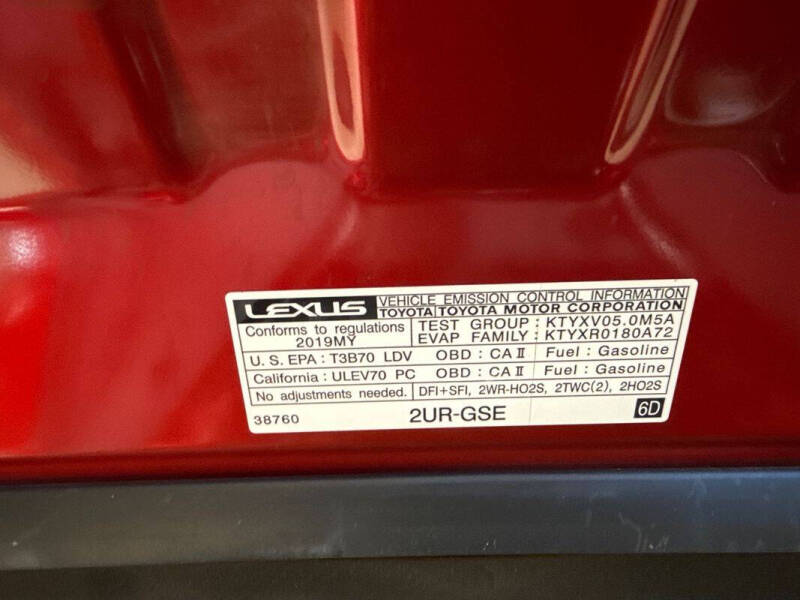 LEXUS VEHICLE EMISSION CONTROL INFORMATION
TOYOTA TOYOTA MOTOR CORPORATION
Conforms to regulations TEST GROUP : KTYXV05.0M5A
2019MY EVAP FAMILY: KTYXR0180A72
U.S. EPA : T3B70 LDV OBD : CA II Fuel : Gasoline
California : ULEV70 PC OBD : CA II Fuel : Gasoline
No adjustments needed. DFI+SFI, 2WR-HO2S, 2TWC(2), 2HO2S
38760 2UR-GSE 6D